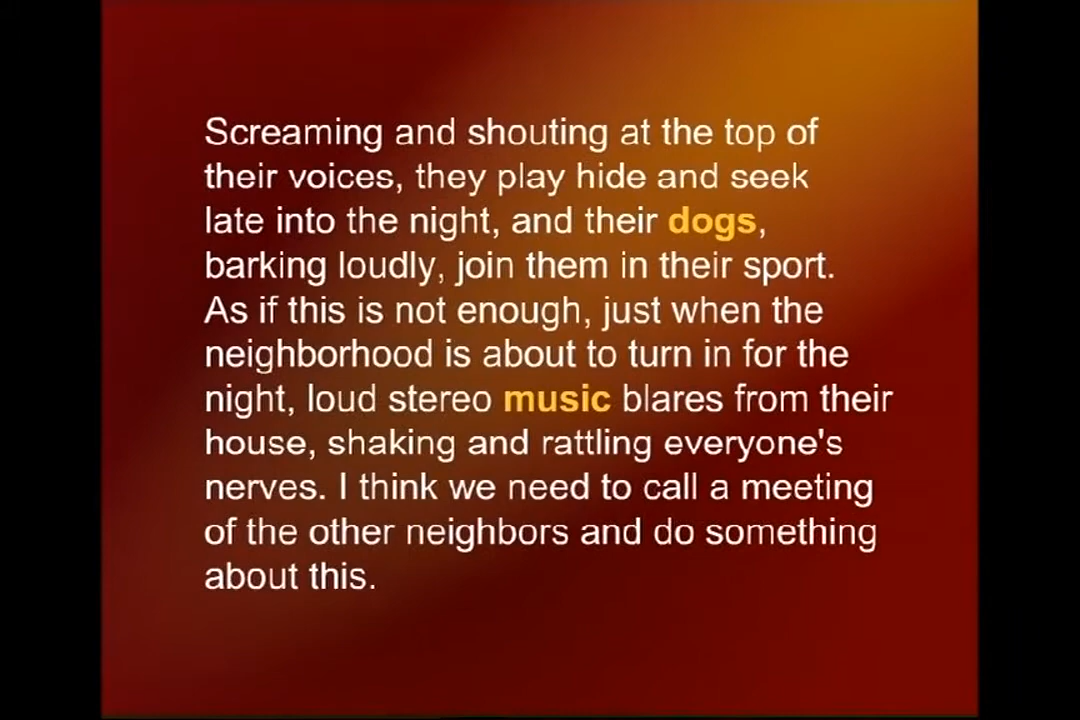 Screaming and shouting at the top of
their voices, they play hide and seek
late into the night, and their dogs,
barking loudly, join them in their sport.
As if this is not enough, just when the
neighborhood is about to turn in for the
night, loud stereo music blares from their
house, shaking and rattling everyone's
nerves. I think we need to call a meeting
of the other neighbors and do something
about this.